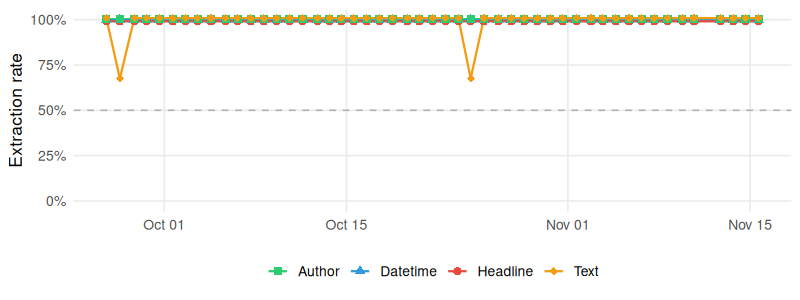 100%
75%
50%
25%
0%
Extraction rate
Oct 01 Oct 15 Nov 01 Nov 15
Author Datetime Headline Text